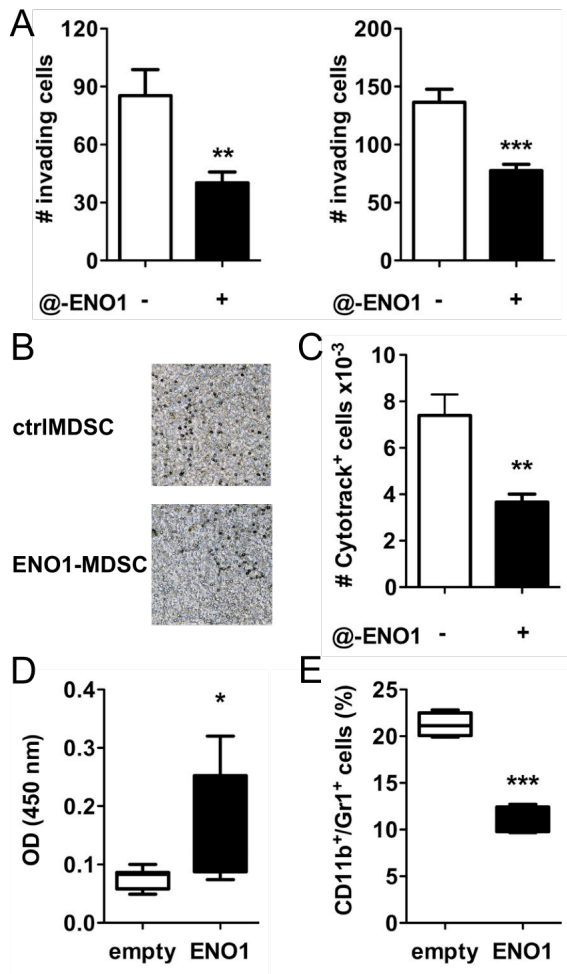 A
120
90
60
30
0
# invading cells
**
@-ENO1 - +
200
150
100
50
0
# invading cells
***
@-ENO1 - +
B
ctrlMDSC
ENO1-MDSC
C
10
8
6
4
2
0
# Cytotrack⁺ cells x10⁻³
**
@-ENO1 - +
D
0.4
0.3
0.2
0.1
0.0
OD (450 nm)
*
empty ENO1
E
25
20
15
10
5
0
CD11b⁺/Gr1⁺ cells (%)
***
empty ENO1